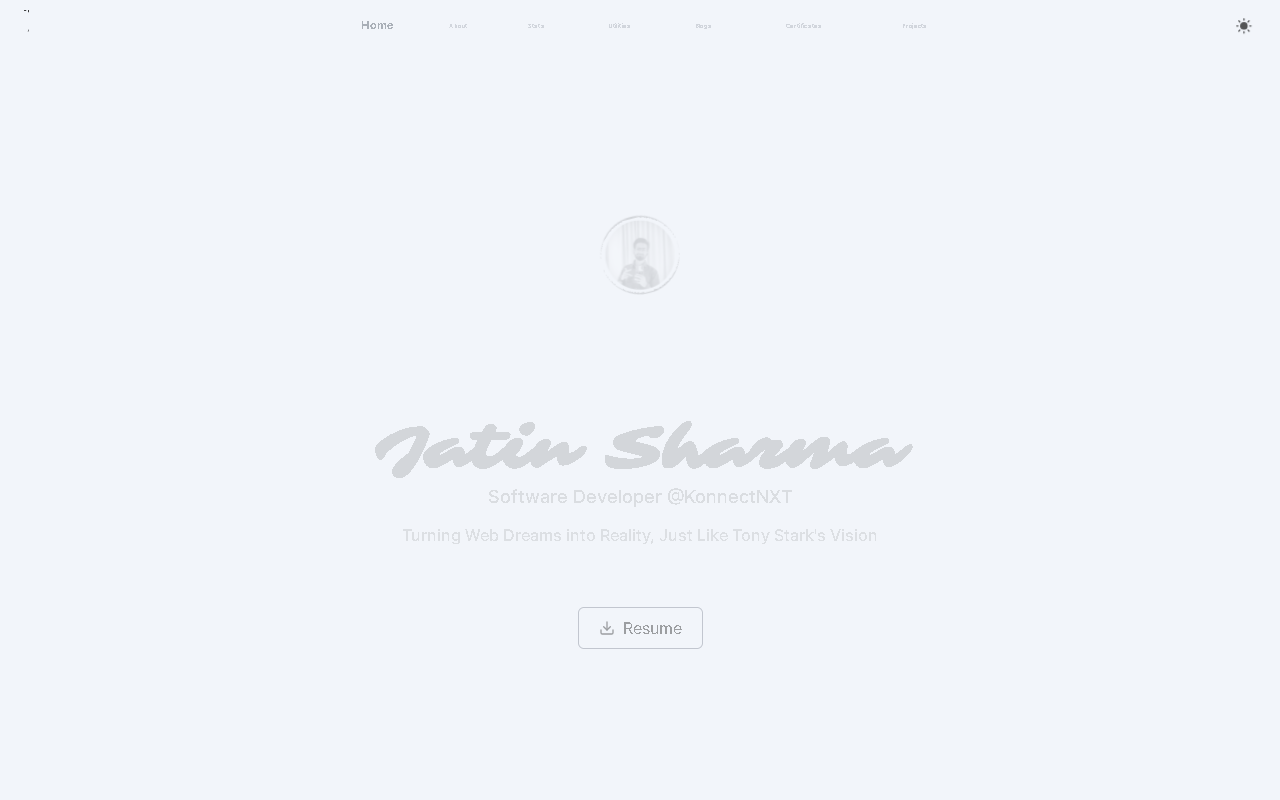 Home About Stats Utilities Blogs Certificates Projects
Jatin Sharma
Software Developer @KonnectNXT
Turning Web Dreams into Reality, Just Like Tony Stark's Vision
Resume